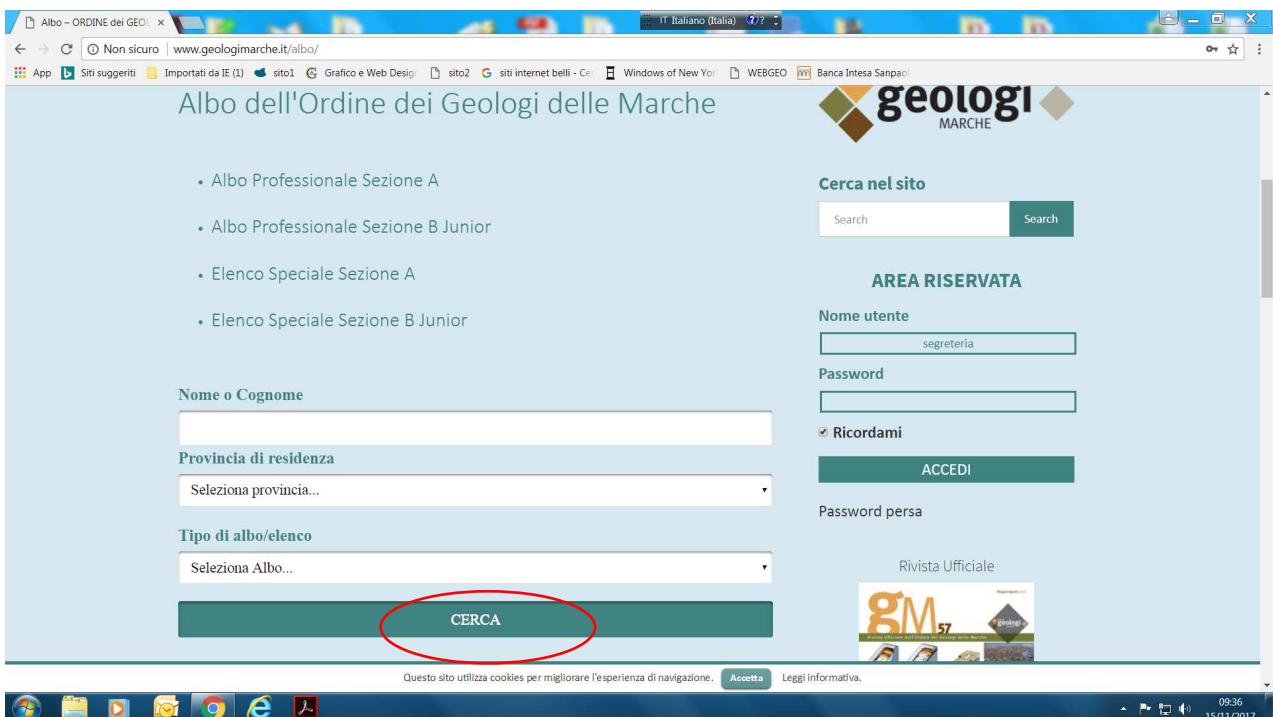 Albo – ORDINE dei GEOL
IT Italiano (Italia)
Non sicuro | www.geologimarche.it/albo/
App Siti suggeriti Importati da IE (1) sito1 Grafico e Web Desig sito2 siti internet belli - Ce Windows of New Yor WEBGEO Banca Intesa Sanpaol
Albo dell'Ordine dei Geologi delle Marche
• Albo Professionale Sezione A
• Albo Professionale Sezione B Junior
• Elenco Speciale Sezione A
• Elenco Speciale Sezione B Junior
Nome o Cognome
Provincia di residenza
Seleziona provincia...
Tipo di albo/elenco
Seleziona Albo...
CERCA
geologi
MARCHE
Cerca nel sito
Search Search
AREA RISERVATA
Nome utente
segreteria
Password
Ricordami
ACCEDI
Password persa
Rivista Ufficiale
gM 57
geologi
Questo sito utilizza cookies per migliorare l'esperienza di navigazione. Accetta Leggi informativa.
09:36
15/11/2017